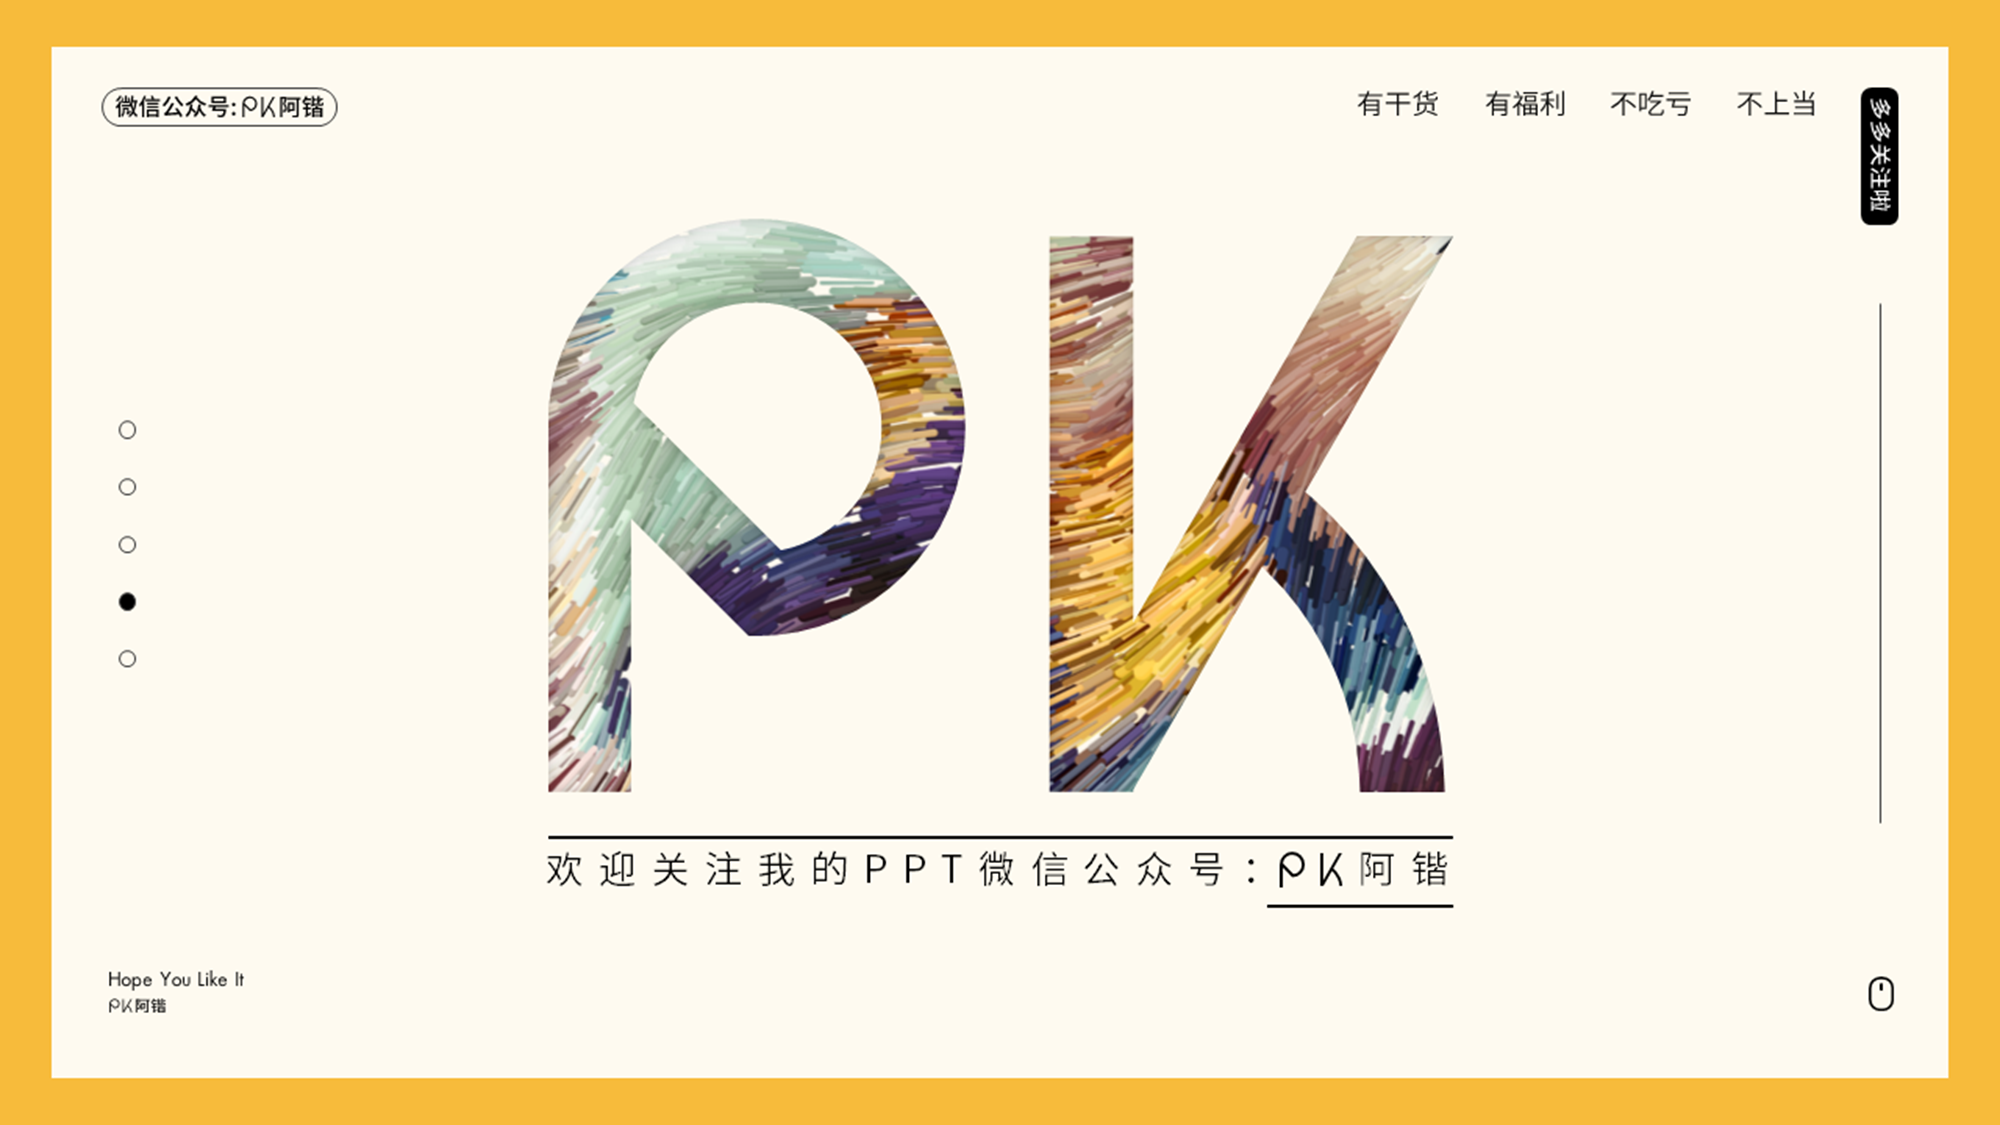 微信公众号:PK阿锴
有干货 有福利 不吃亏 不上当
多多关注啦
PK
欢迎关注我的PPT微信公众号：PK阿锴
Hope You Like It
PK阿锴